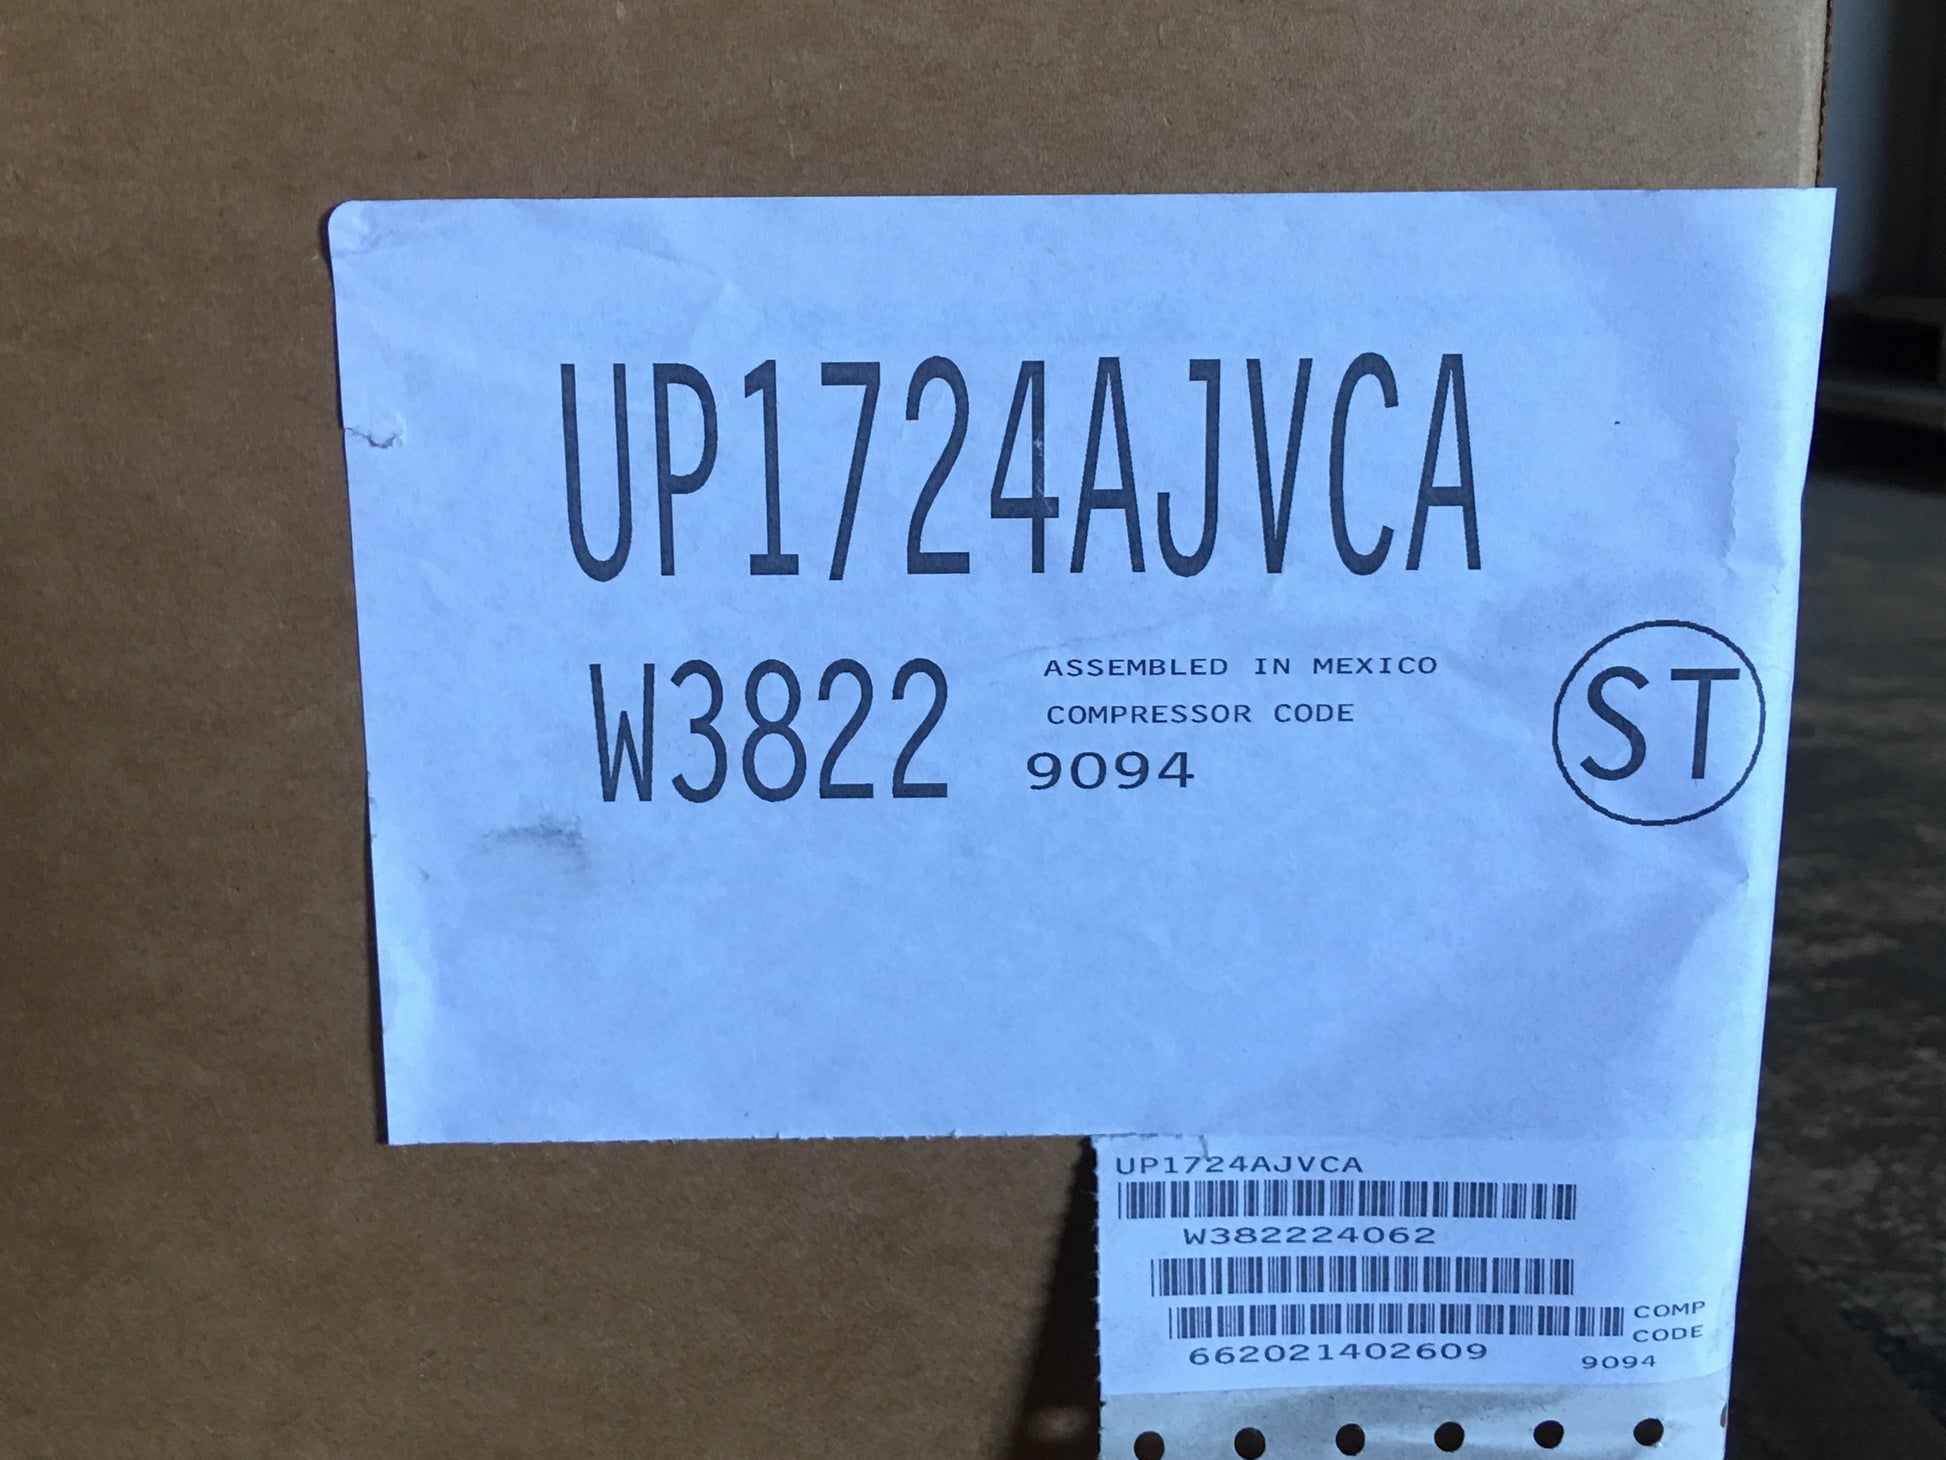 UP1724AJVCA
W3822
ASSEMBLED IN MEXICO
COMPRESSOR CODE
9094
ST
UP1724AJVCA
W382224062
COMP
CODE
662021402609
9094